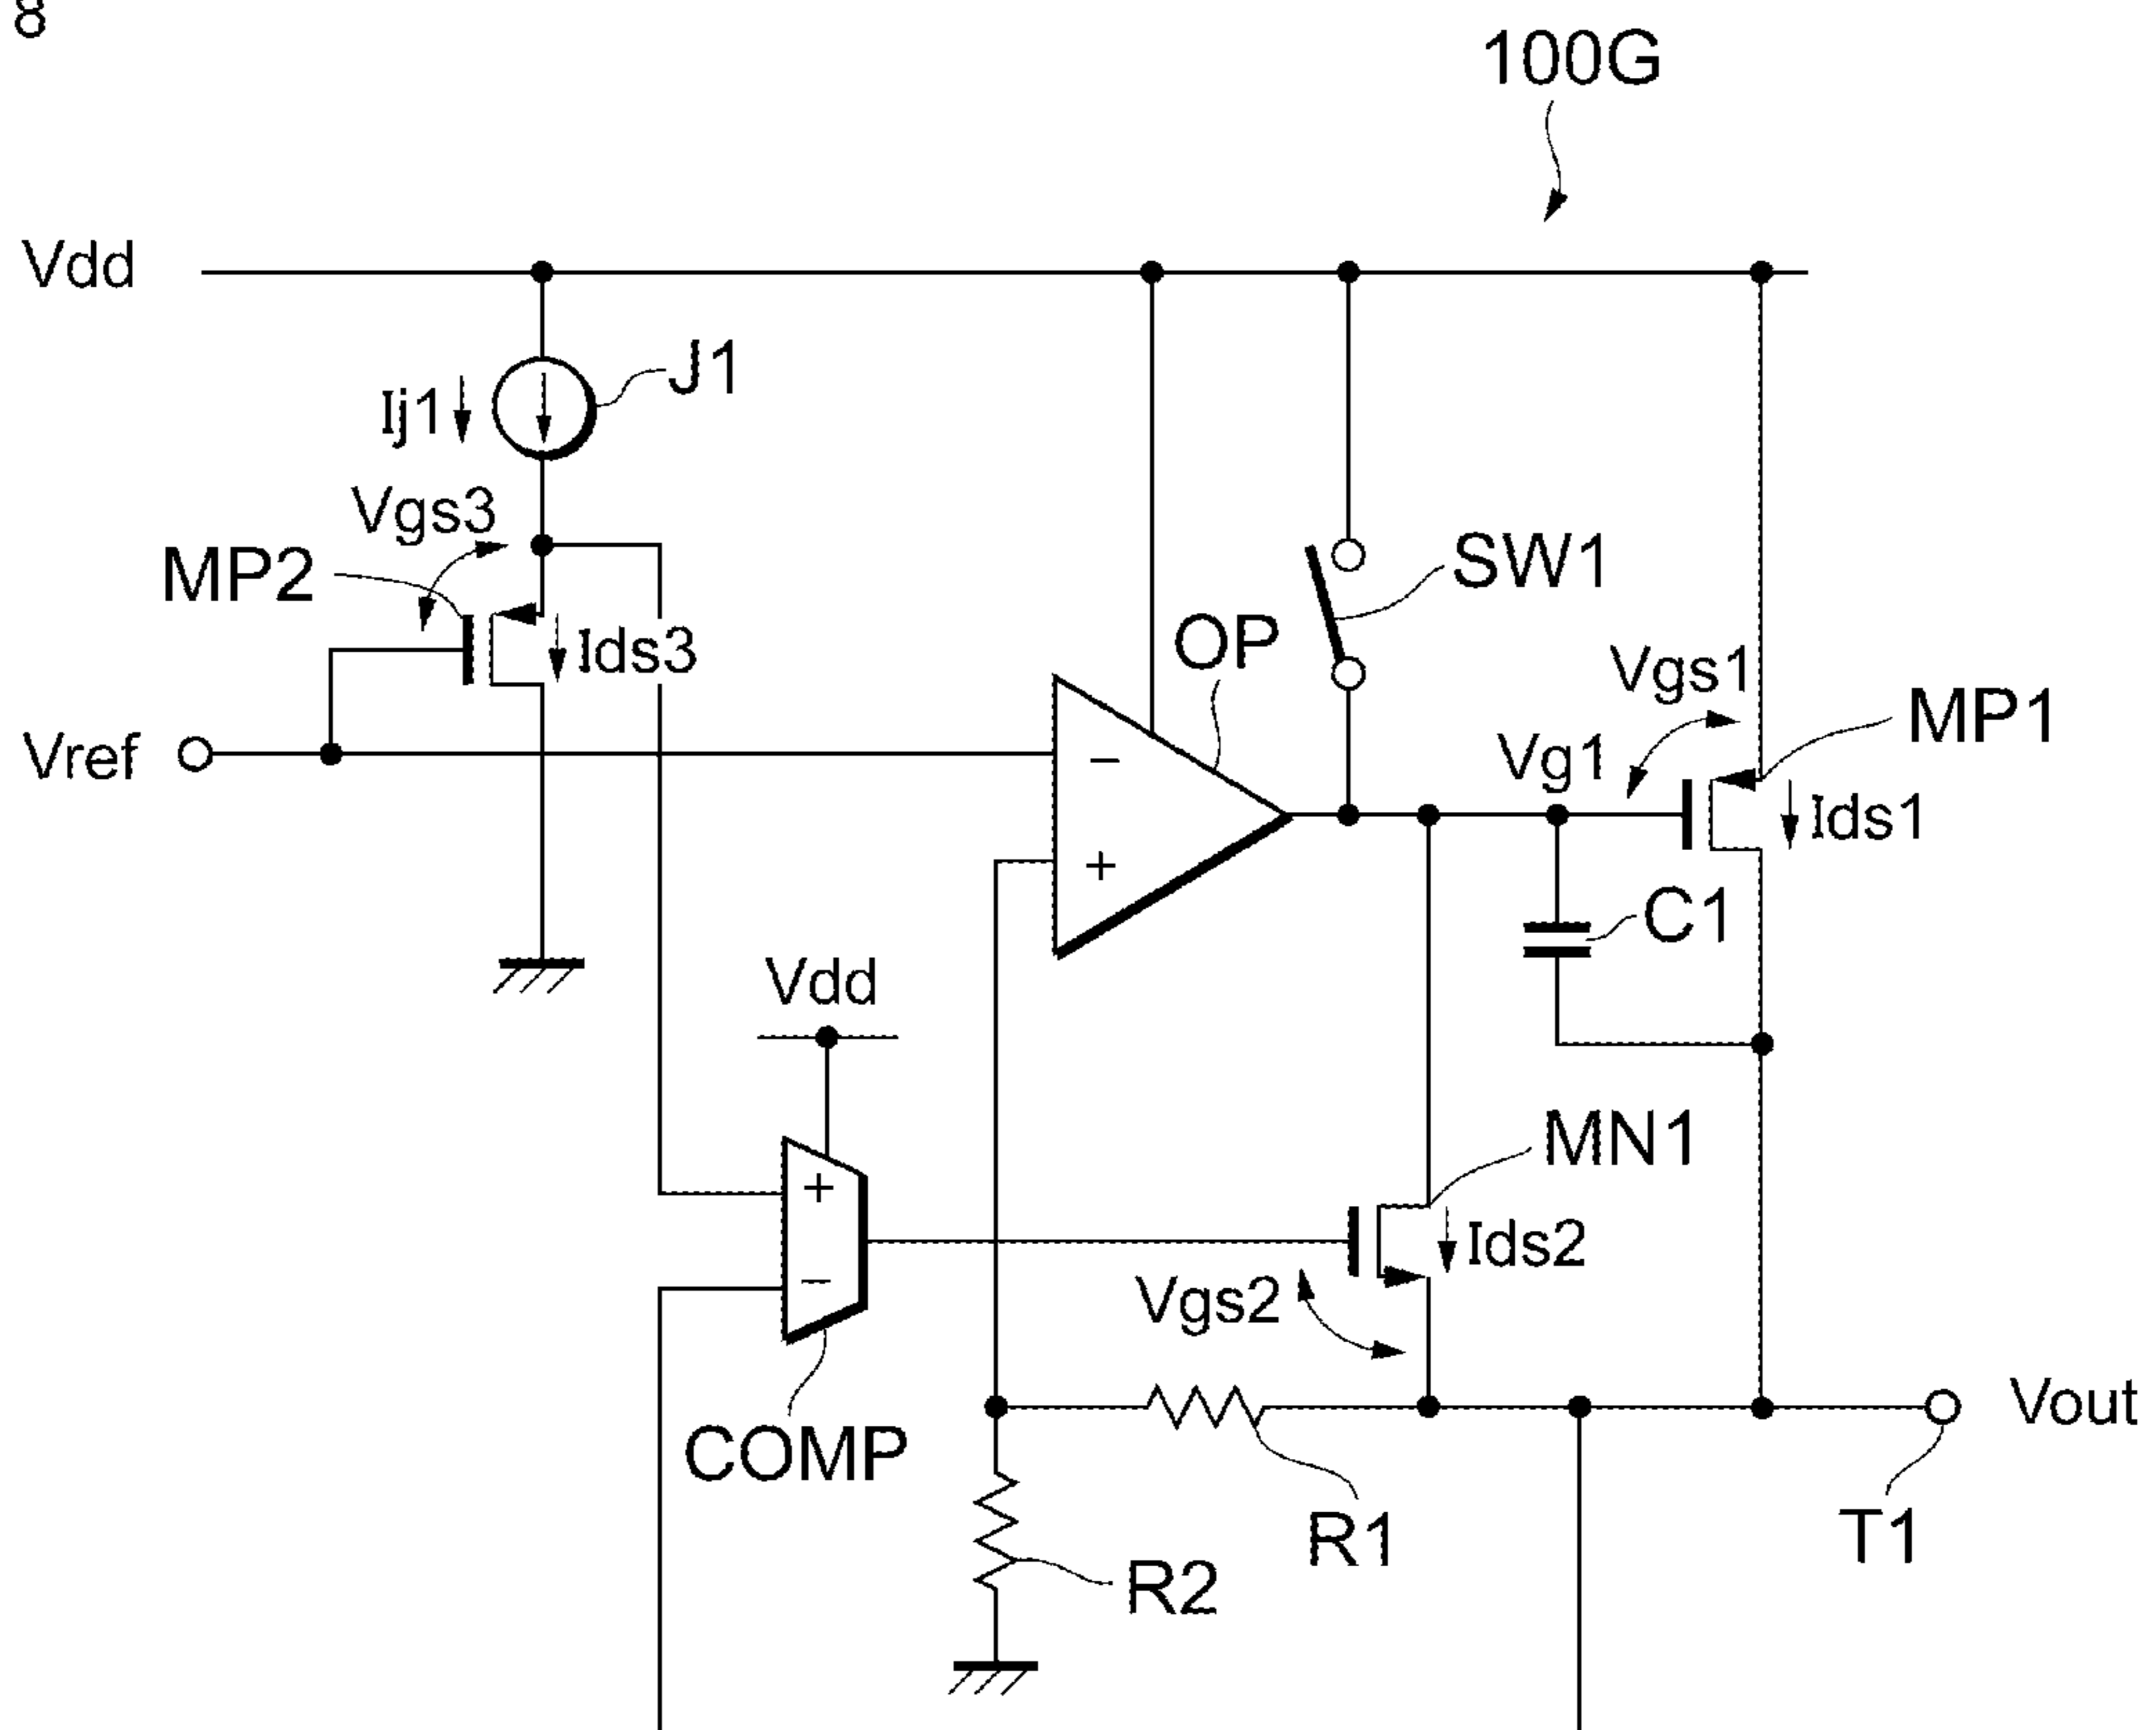 8
100G
Vdd
J1
Ij1
Vgs3
MP2
Ids3
SW1
OP
Vgs1
MP1
Vref
−
Vg1
Ids1
+
C1
Vdd
MN1
+
Ids2
−
Vgs2
Vout
COMP
R1
T1
R2